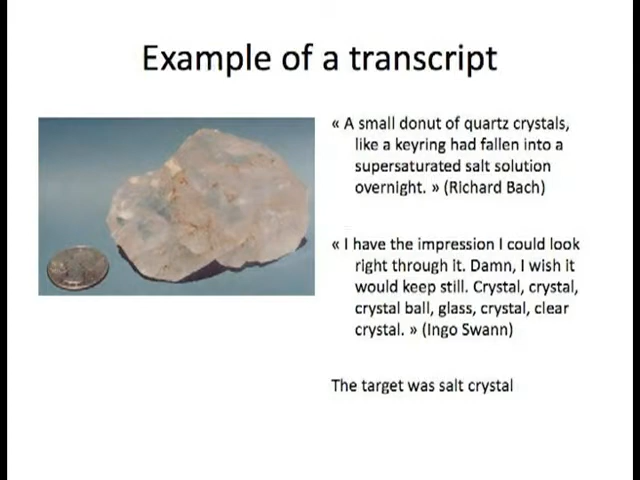 Example of a transcript
« A small donut of quartz crystals,
like a keyring had fallen into a
supersaturated salt solution
overnight. » (Richard Bach)
« I have the impression I could look
right through it. Damn, I wish it
would keep still. Crystal, crystal,
crystal ball, glass, crystal, clear
crystal. » (Ingo Swann)
The target was salt crystal